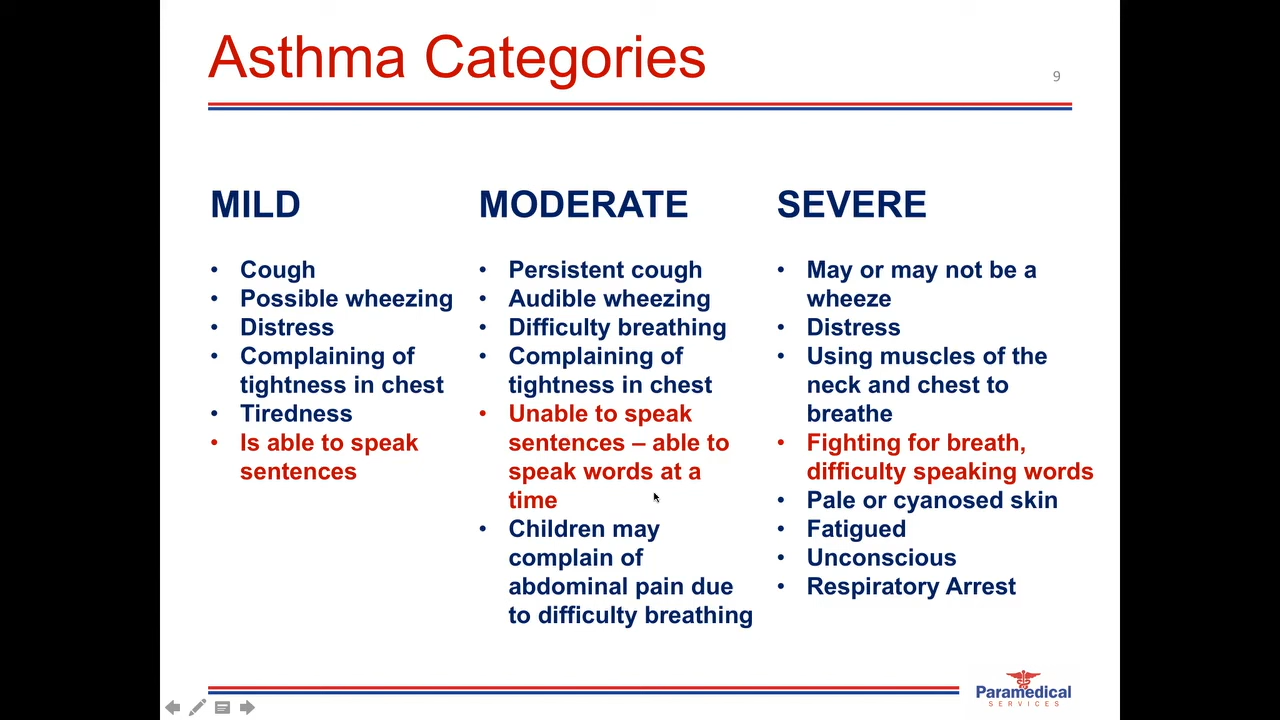 Asthma Categories
9
MILD
• Cough
• Possible wheezing
• Distress
• Complaining of
tightness in chest
• Tiredness
• Is able to speak
sentences
MODERATE
• Persistent cough
• Audible wheezing
• Difficulty breathing
• Complaining of
tightness in chest
• Unable to speak
sentences – able to
speak words at a
time
• Children may
complain of
abdominal pain due
to difficulty breathing
SEVERE
• May or may not be a
wheeze
• Distress
• Using muscles of the
neck and chest to
breathe
• Fighting for breath,
difficulty speaking words
• Pale or cyanosed skin
• Fatigued
• Unconscious
• Respiratory Arrest
Paramedical
SERVICES